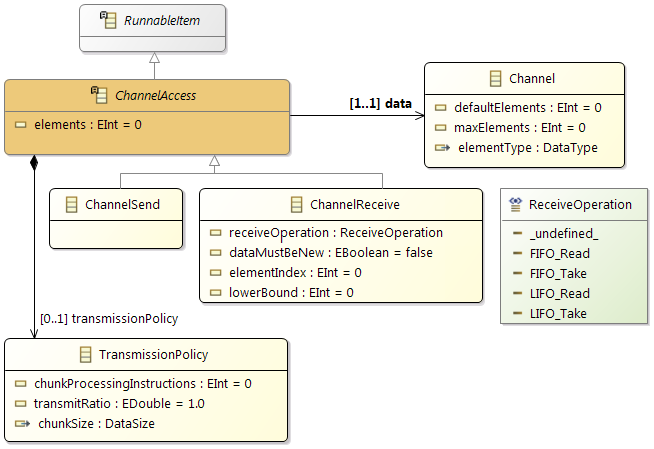 RunnableItem
ChannelAccess
elements : EInt = 0
[1..1] data
Channel
defaultElements : EInt = 0
maxElements : EInt = 0
elementType : DataType
ChannelSend
ChannelReceive
receiveOperation : ReceiveOperation
dataMustBeNew : EBoolean = false
elementIndex : EInt = 0
lowerBound : EInt = 0
ReceiveOperation
_undefined_
FIFO_Read
FIFO_Take
LIFO_Read
LIFO_Take
[0..1] transmissionPolicy
TransmissionPolicy
chunkProcessingInstructions : EInt = 0
transmitRatio : EDouble = 1.0
chunkSize : DataSize